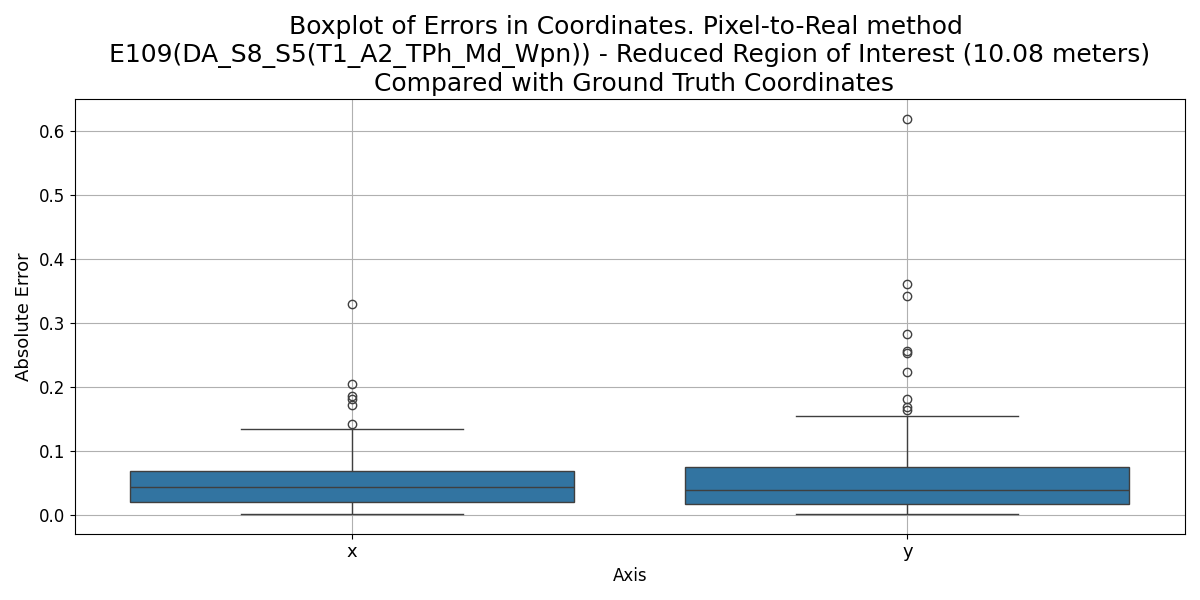 Boxplot of Errors in Coordinates. Pixel-to-Real method
E109(DA_S8_S5(T1_A2_TPh_Md_Wpn)) - Reduced Region of Interest (10.08 meters)
Compared with Ground Truth Coordinates
0.6
0.5
0.4
0.3
0.2
0.1
0.0
Absolute Error
x
y
Axis